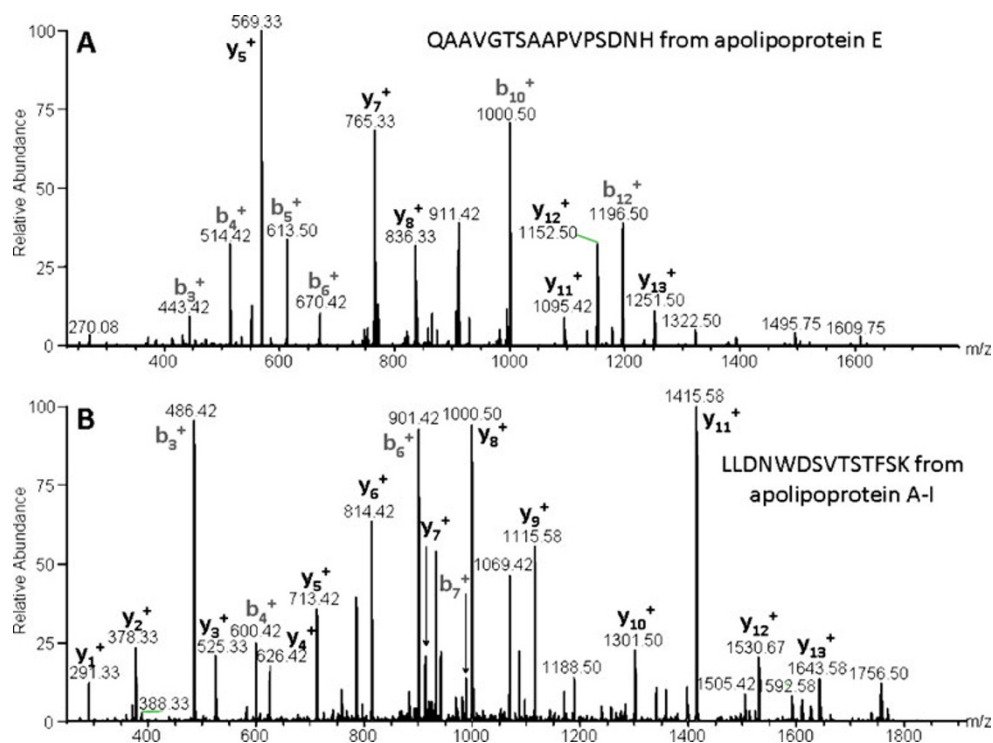 A
QAAVGTSAAPVPSDNH from apolipoprotein E
Relative Abundance
100
75
50
25
0
569.33
y5+
y7+
765.33
b10+
1000.50
b4+
514.42
b5+
613.50
y8+
836.33
911.42
y12+
1152.50
b12+
1196.50
b3+
443.42
b6+
670.42
y11+
1095.42
y13+
1251.50
270.08
1322.50
1495.75
1609.75
400 600 800 1000 1200 1400 1600 m/z
B
LLDNWDSVTSTFSK from
apolipoprotein A-I
Relative Abundance
100
75
50
25
0
486.42
b3+
901.42
b6+
1000.50
y8+
1415.58
y11+
y6+
814.42
y7+
y9+
1115.58
b7+
1069.42
y5+
713.42
y2+
378.33
y3+
525.33
b4+
600.42
y4+
626.42
y1+
291.33
388.33
y10+
1301.50
1188.50
y12+
1530.67
y13+
1643.58
1505.42
1592.58
1756.50
400 600 800 1000 1200 1400 1600 1800 m/z